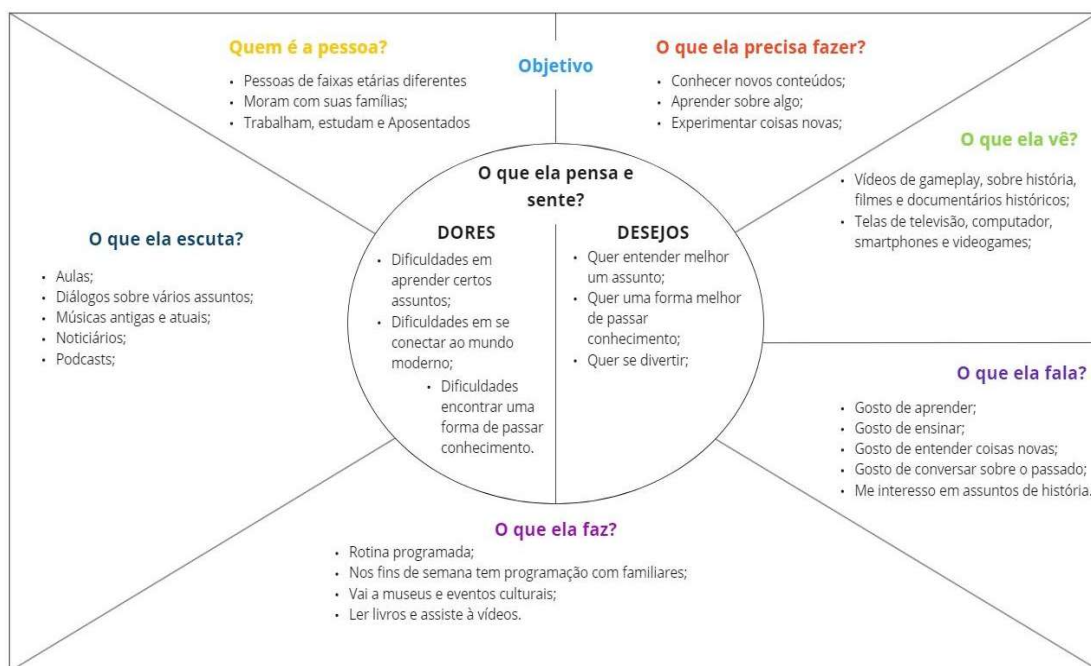 Quem é a pessoa?
• Pessoas de faixas etárias diferentes
• Moram com suas famílias;
• Trabalham, estudam e Aposentados
Objetivo
O que ela precisa fazer?
• Conhecer novos conteúdos;
• Aprender sobre algo;
• Experimentar coisas novas;
O que ela vê?
• Vídeos de gameplay, sobre história,
filmes e documentários históricos;
• Telas de televisão, computador,
smartphones e videogames;
O que ela escuta?
• Aulas;
• Diálogos sobre vários assuntos;
• Músicas antigas e atuais;
• Noticiários;
• Podcasts;
O que ela pensa e
sente?
DORES
• Dificuldades em
aprender certos
assuntos;
• Dificuldades em se
conectar ao mundo
moderno;
• Dificuldades
encontrar uma
forma de passar
conhecimento.
DESEJOS
• Quer entender melhor
um assunto;
• Quer uma forma melhor
de passar
conhecimento;
• Quer se divertir;
O que ela fala?
• Gosto de aprender;
• Gosto de ensinar;
• Gosto de entender coisas novas;
• Gosto de conversar sobre o passado;
• Me interesso em assuntos de história.
O que ela faz?
• Rotina programada;
• Nos fins de semana tem programação com familiares;
• Vai a museus e eventos culturais;
• Ler livros e assiste à vídeos.